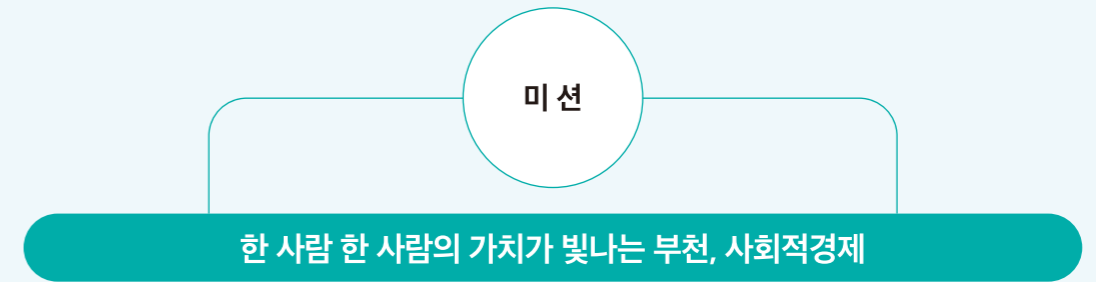 미 션
한 사람 한 사람의 가치가 빛나는 부천, 사회적경제